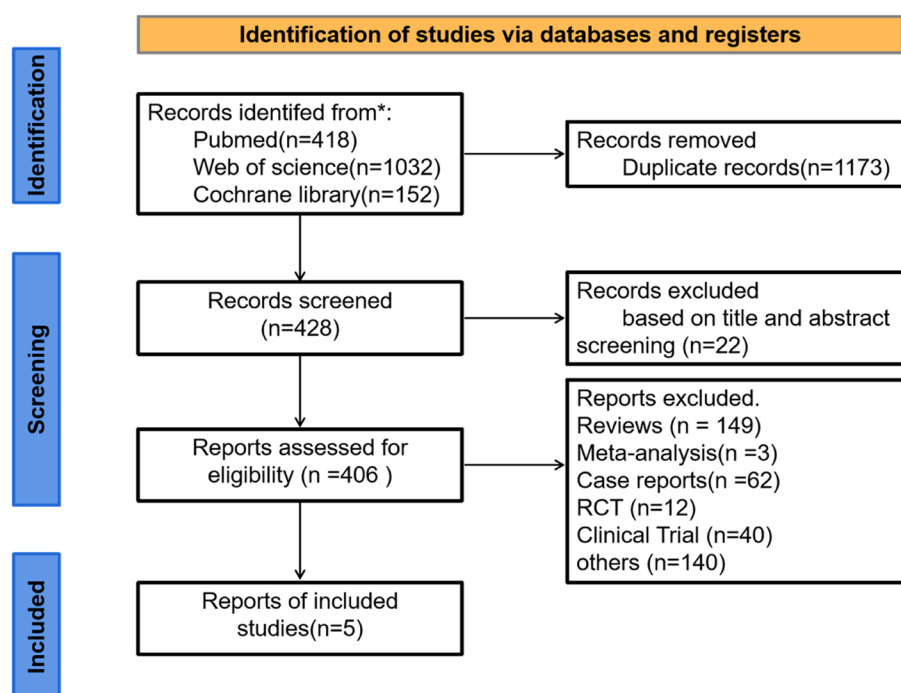 Identification of studies via databases and registers
Identification
Records identifed from*:
Pubmed(n=418)
Web of science(n=1032)
Cochrane library(n=152)
Records removed
Duplicate records(n=1173)
Screening
Records screened
(n=428)
Records excluded
based on title and abstract
screening (n=22)
Reports assessed for
eligibility (n =406 )
Reports excluded.
Reviews (n = 149)
Meta-analysis(n =3)
Case reports(n =62)
RCT (n=12)
Clinical Trial (n=40)
others (n=140)
Included
Reports of included
studies(n=5)